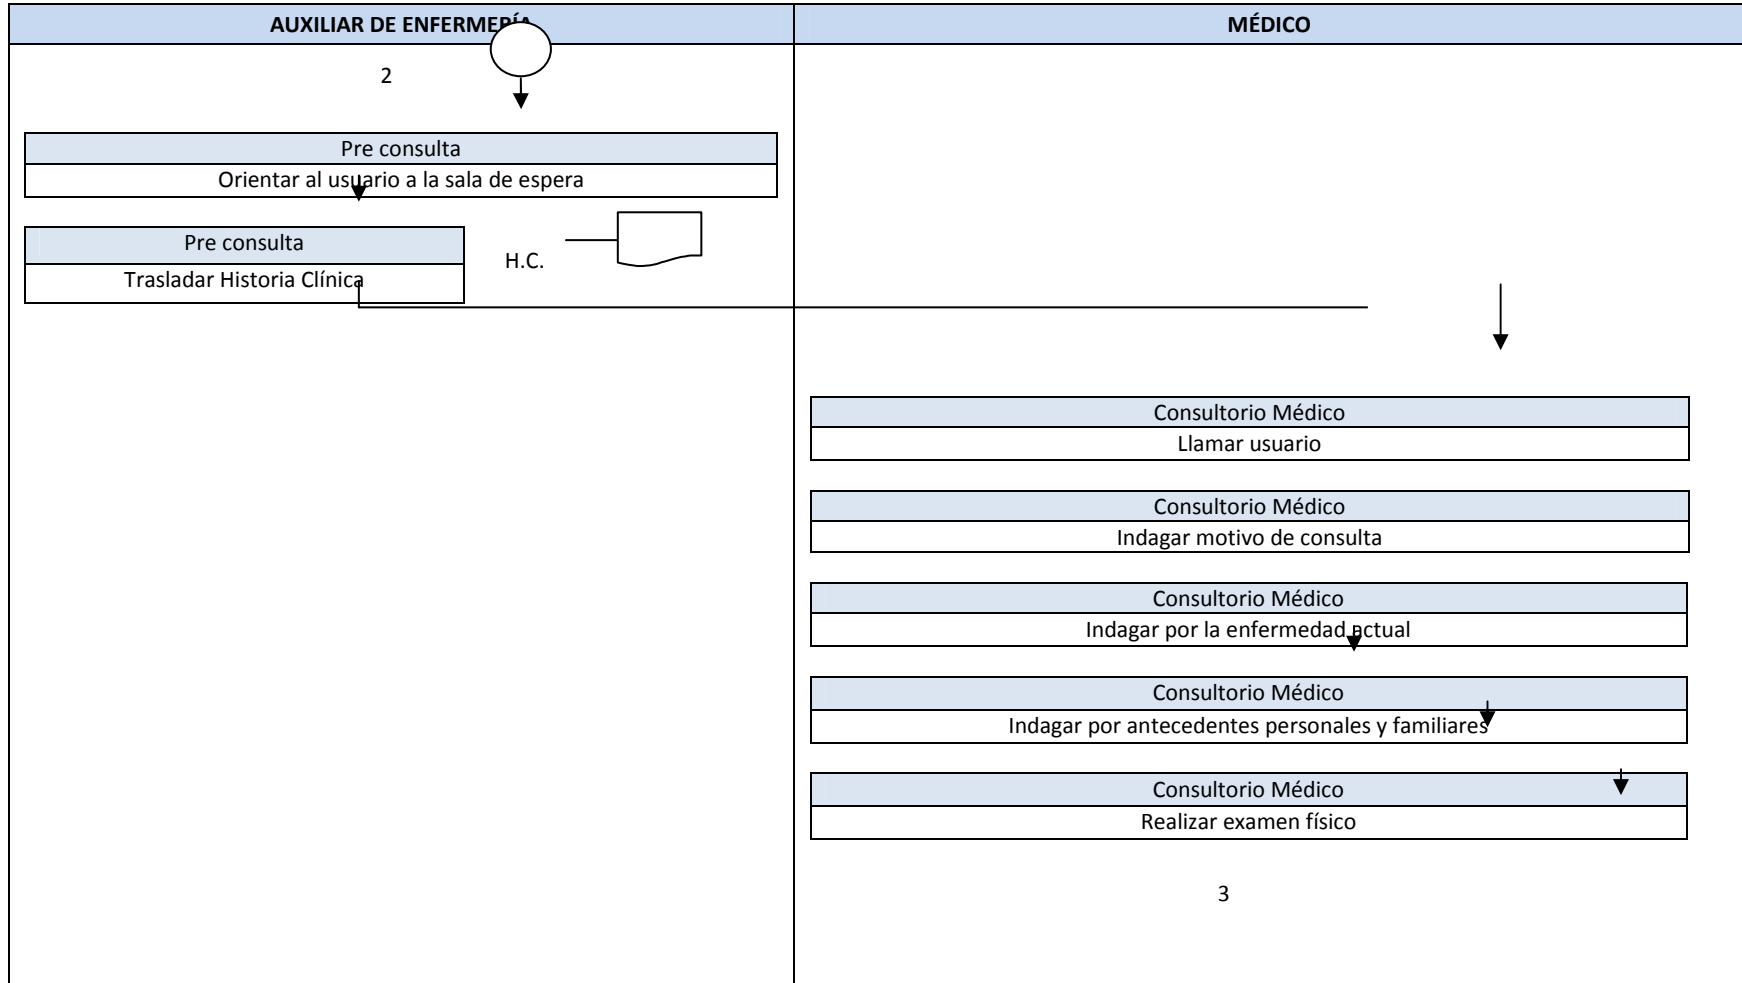 AUXILIAR DE ENFERMERÍA
MÉDICO
2
Pre consulta
Orientar al usuario a la sala de espera
Pre consulta
Trasladar Historia Clínica
H.C.
Consultorio Médico
Llamar usuario
Consultorio Médico
Indagar motivo de consulta
Consultorio Médico
Indagar por la enfermedad actual
Consultorio Médico
Indagar por antecedentes personales y familiares
Consultorio Médico
Realizar examen físico
3